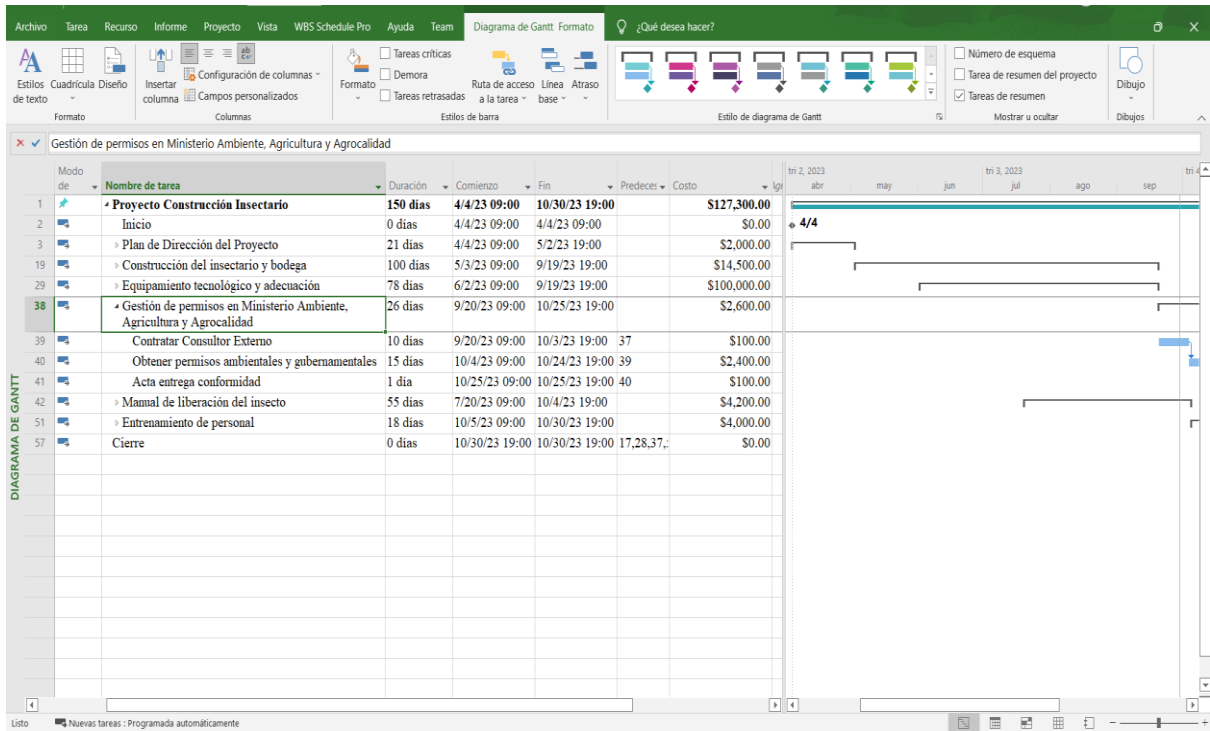 Archivo Tarea Recurso Informe Proyecto Vista WBS Schedule Pro Ayuda Team Diagrama de Gantt Formato ¿Qué desea hacer?
Estilos de texto
Cuadrícula
Diseño
Formato
Insertar columna
Configuración de columnas
Campos personalizados
Columnas
Formato
Tareas críticas
Demora
Tareas retrasadas
Ruta de acceso a la tarea
Línea base
Atraso
Estilos de barra
Estilo de diagrama de Gantt
Número de esquema
Tarea de resumen del proyecto
Tareas de resumen
Mostrar u ocultar
Dibujo
Dibujos
Gestión de permisos en Ministerio Ambiente, Agricultura y Agrocalidad
Modo de Nombre de tarea Duración Comienzo Fin Predeces Costo
tri 2, 2023 tri 3, 2023 tri 4
abr may jun jul ago sep
1 Proyecto Construcción Insectario 150 días 4/4/23 09:00 10/30/23 19:00 $127,300.00
2 Inicio 0 días 4/4/23 09:00 4/4/23 09:00 $0.00 4/4
3 Plan de Dirección del Proyecto 21 días 4/4/23 09:00 5/2/23 19:00 $2,000.00
19 Construcción del insectario y bodega 100 días 5/3/23 09:00 9/19/23 19:00 $14,500.00
29 Equipamiento tecnológico y adecuación 78 días 6/2/23 09:00 9/19/23 19:00 $100,000.00
38 Gestión de permisos en Ministerio Ambiente, 26 días 9/20/23 09:00 10/25/23 19:00 $2,600.00
Agricultura y Agrocalidad
39 Contratar Consultor Externo 10 días 9/20/23 09:00 10/3/23 19:00 37 $100.00
40 Obtener permisos ambientales y gubernamentales 15 días 10/4/23 09:00 10/24/23 19:00 39 $2,400.00
41 Acta entrega conformidad 1 día 10/25/23 09:00 10/25/23 19:00 40 $100.00
42 Manual de liberación del insecto 55 días 7/20/23 09:00 10/4/23 19:00 $4,200.00
51 Entrenamiento de personal 18 días 10/5/23 09:00 10/30/23 19:00 $4,000.00
57 Cierre 0 días 10/30/23 19:00 10/30/23 19:00 17,28,37, $0.00
DIAGRAMA DE GANTT
Listo Nuevas tareas : Programada automáticamente